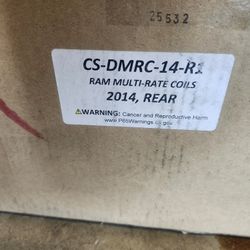 25532
CS-DMRC-14-R1
RAM MULTI-RATE COILS
2014, REAR
⚠WARNING: Cancer and Reproductive Harm
www.P65Warnings.ca.gov